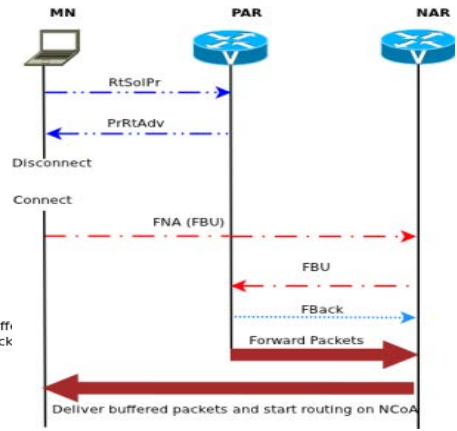 MN PAR NAR
RtSolPr
PrRtAdv
Disconnect
Connect
FNA (FBU)
FBU
FBack
Forward Packets
Deliver buffered packets and start routing on NCoA